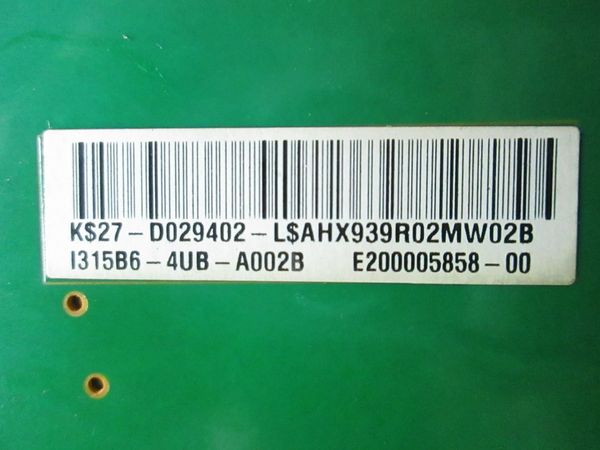 K$27-D029402-L$AHX939R02MW02B
I315B6-4UB-A002B E200005858-00